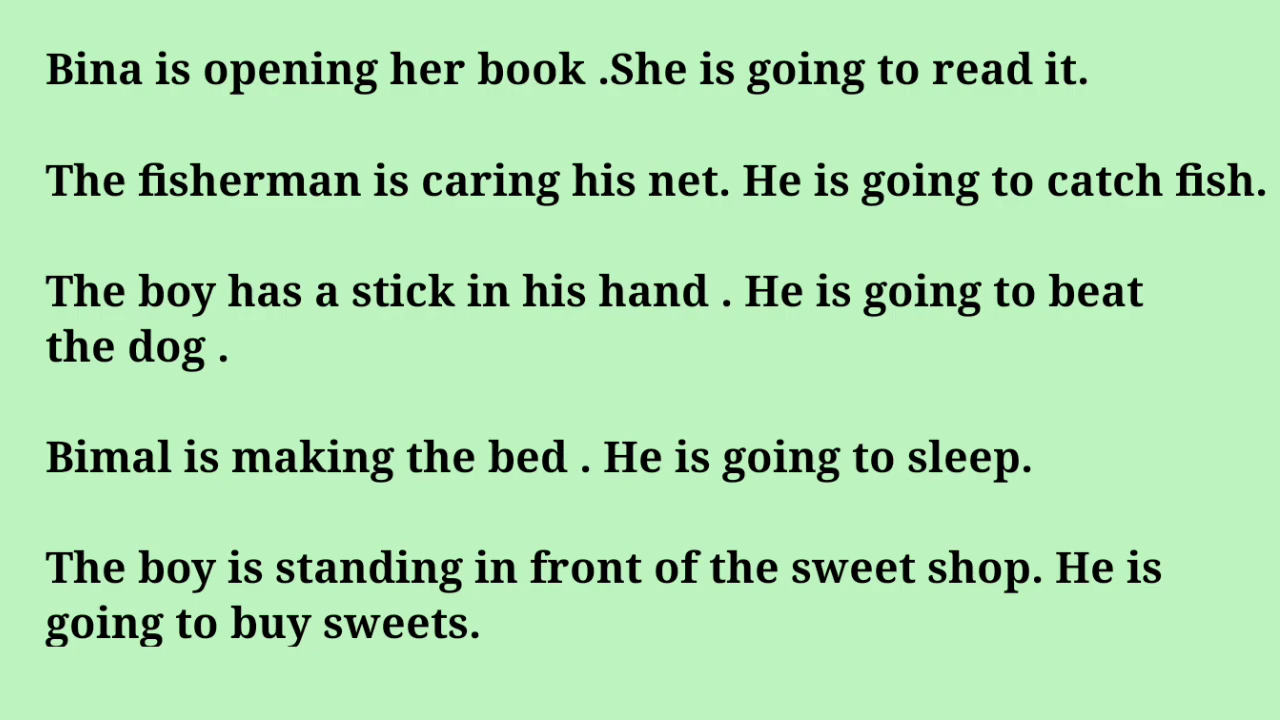 Bina is opening her book .She is going to read it.
The fisherman is caring his net. He is going to catch fish.
The boy has a stick in his hand . He is going to beat
the dog .
Bimal is making the bed . He is going to sleep.
The boy is standing in front of the sweet shop. He is
going to buy sweets.